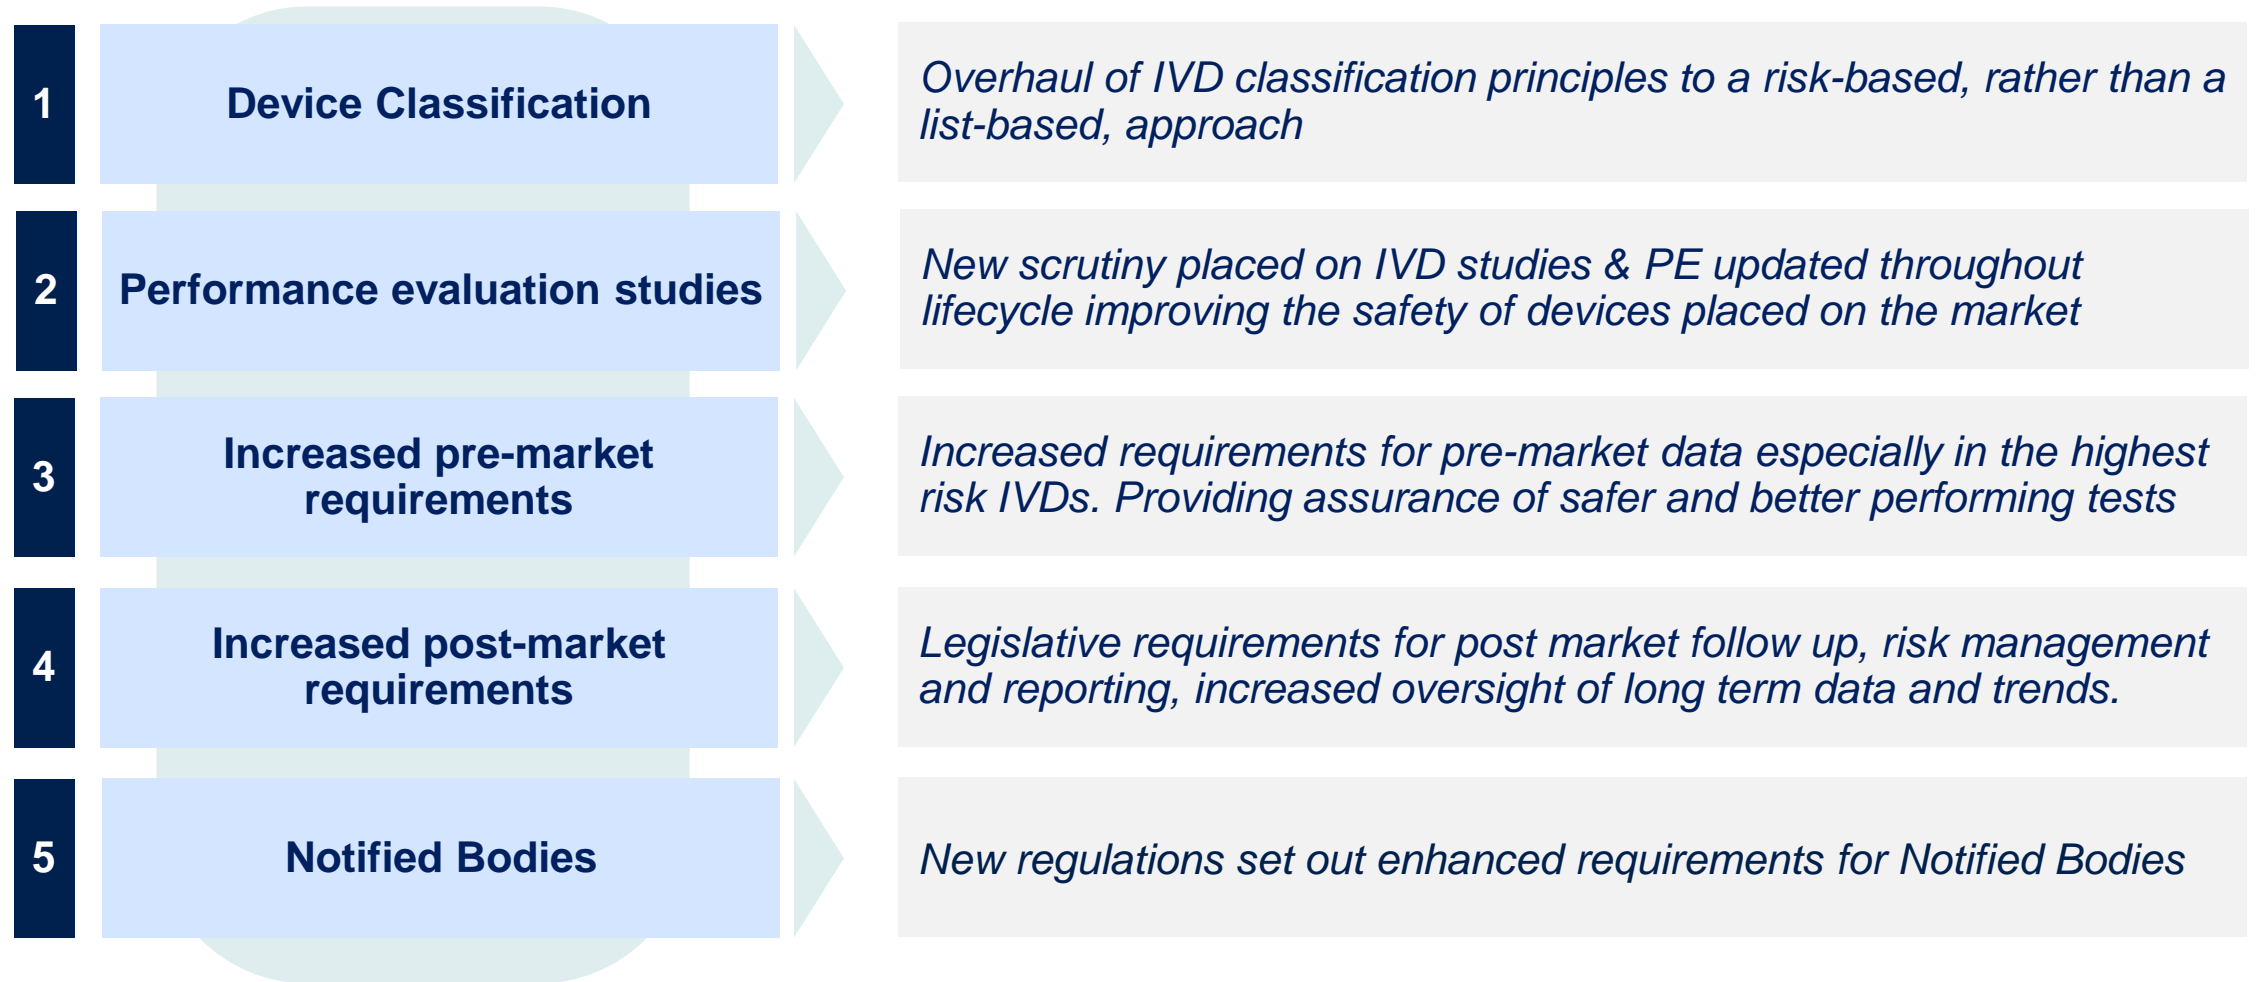 1
Device Classification
Overhaul of IVD classification principles to a risk-based, rather than a
list-based, approach
2
Performance evaluation studies
New scrutiny placed on IVD studies & PE updated throughout
lifecycle improving the safety of devices placed on the market
3
Increased pre-market
requirements
Increased requirements for pre-market data especially in the highest
risk IVDs. Providing assurance of safer and better performing tests
4
Increased post-market
requirements
Legislative requirements for post market follow up, risk management
and reporting, increased oversight of long term data and trends.
5
Notified Bodies
New regulations set out enhanced requirements for Notified Bodies